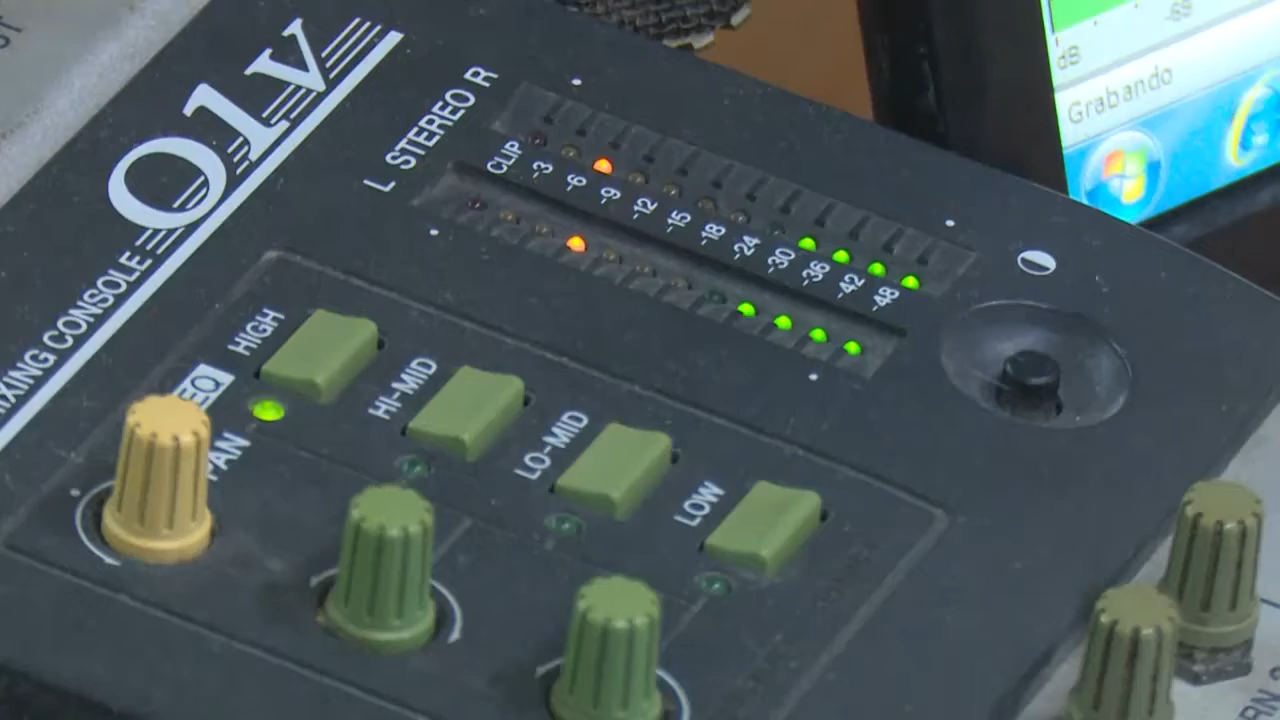 01v
MIXING CONSOLE
L STEREO R
CLIP
-3
-6
-9
-12
-15
-18
-24
-30
-36
-42
-48
EQ
PAN
HIGH
HI-MID
LO-MID
LOW
dB
Grabando